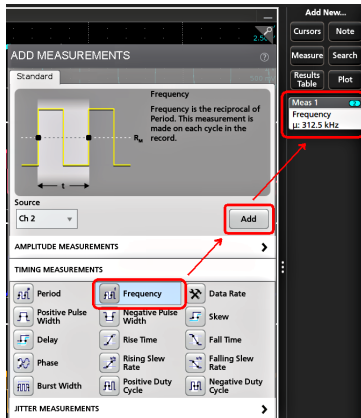 Add New...
Cursors
Note
Measure
Search
Results
Table
Plot
Meas 1
2
Frequency
µ: 312.5 kHz
ADD MEASUREMENTS
Standard
Frequency
Frequency is the reciprocal of
Period. This measurement is
made on each cycle in the
record.
RM
t
Source
Ch 2
Add
AMPLITUDE MEASUREMENTS
TIMING MEASUREMENTS
Period
Frequency
Data Rate
Positive Pulse
Width
Negative Pulse
Width
Skew
Delay
Rise Time
Fall Time
Phase
Rising Slew
Rate
Falling Slew
Rate
Burst Width
Positive Duty
Cycle
Negative Duty
Cycle
JITTER MEASUREMENTS